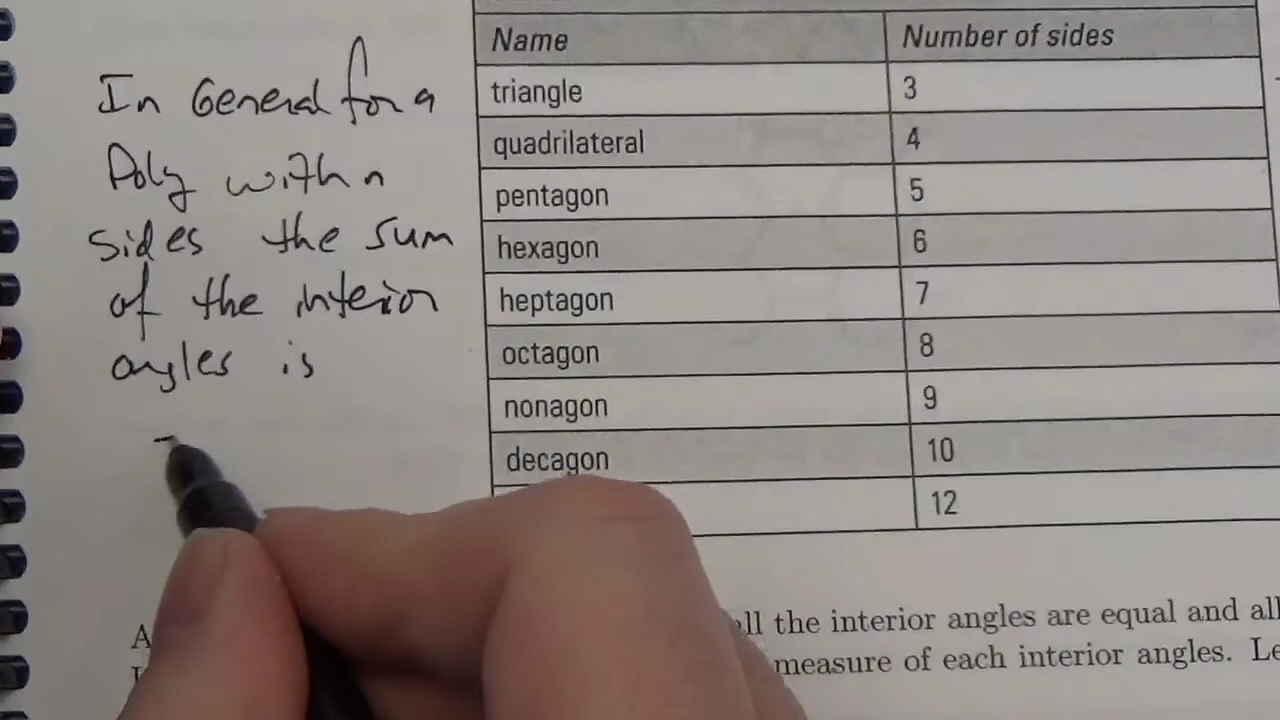 In General for a
Poly with n
sides the sum
of the interior
angles is
Name Number of sides
triangle 3
quadrilateral 4
pentagon 5
hexagon 6
heptagon 7
octagon 8
nonagon 9
decagon 10
12
all the interior angles are equal and all
measure of each interior angles.